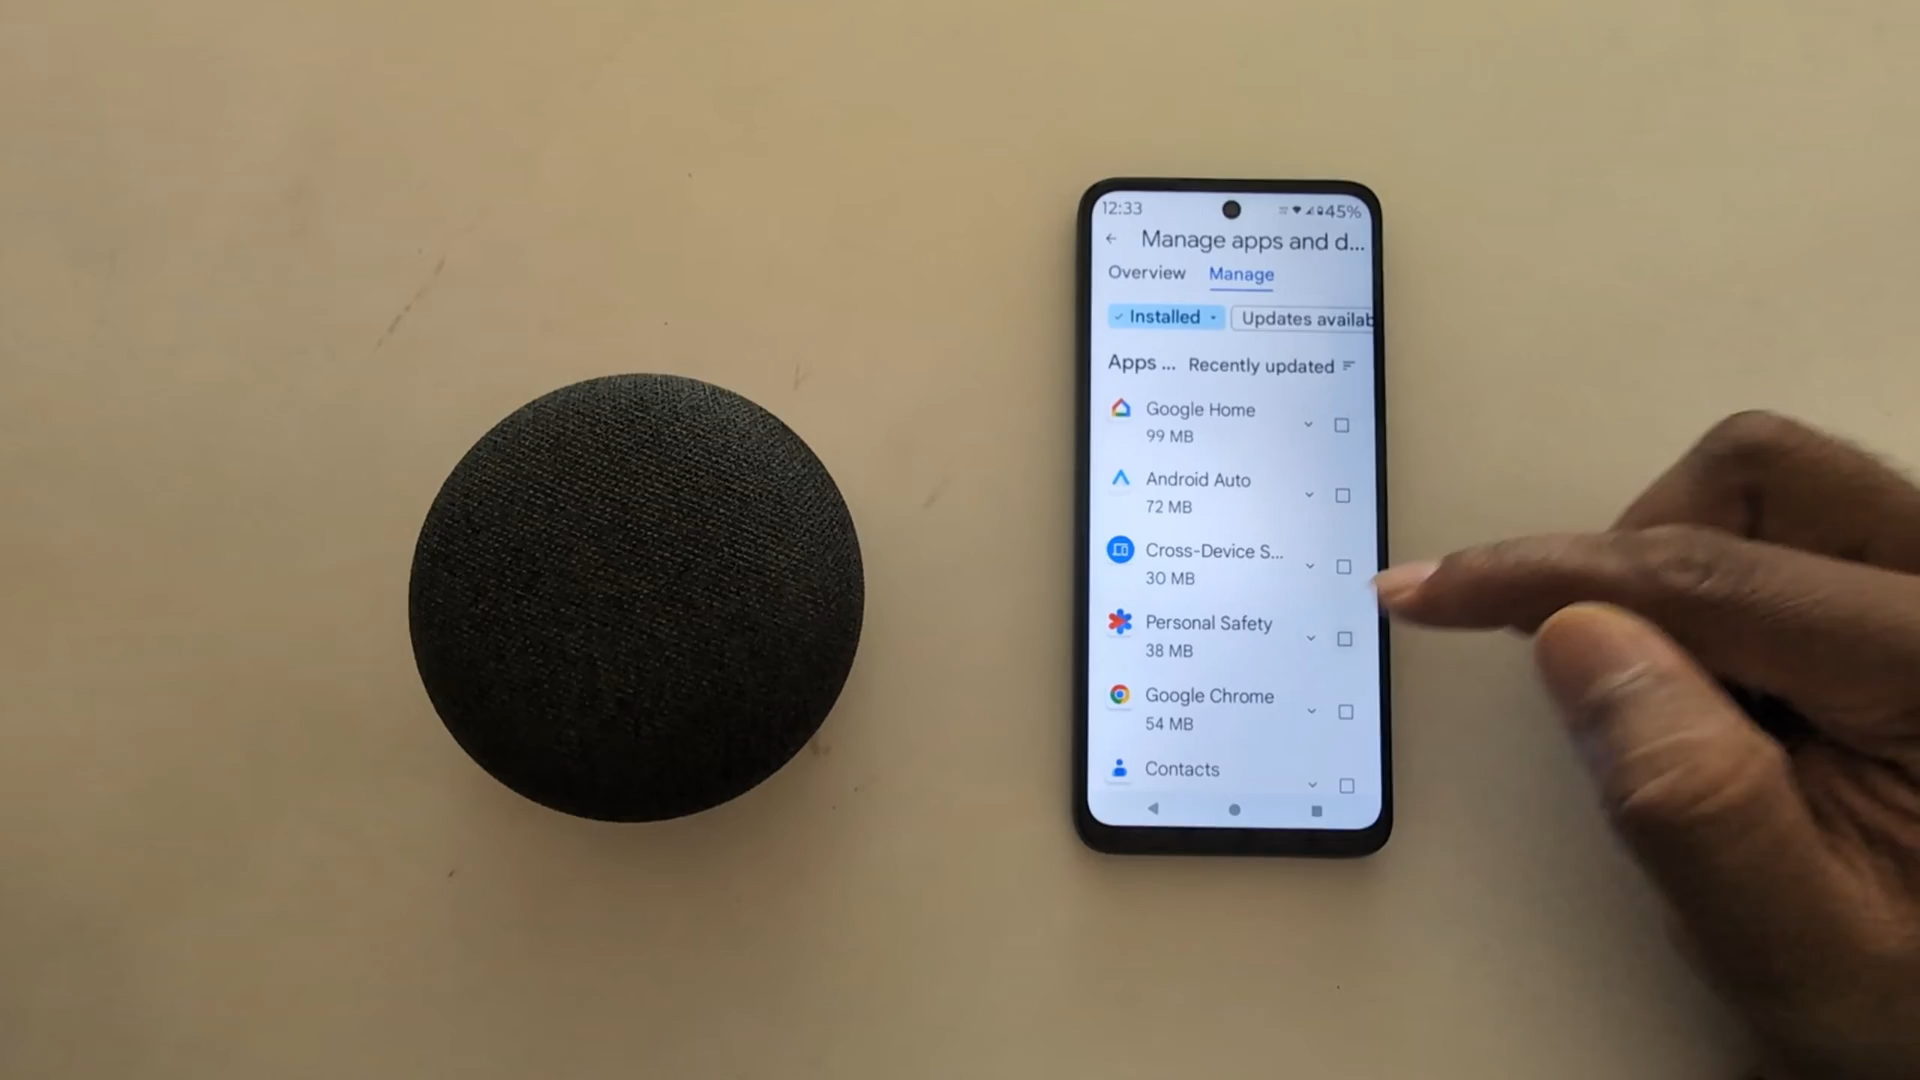 12:33
45%
Manage apps and d...
Overview Manage
Installed Updates availab
Apps ... Recently updated
Google Home
99 MB
Android Auto
72 MB
Cross-Device S...
30 MB
Personal Safety
38 MB
Google Chrome
54 MB
Contacts